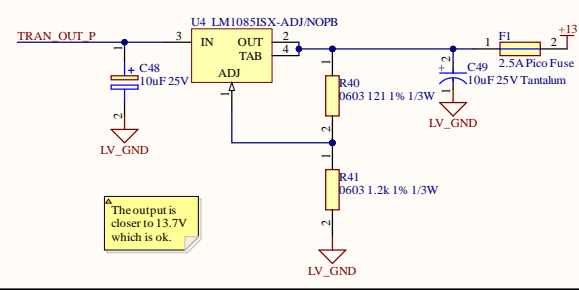 U4 LM1085ISX-ADJ/NOPB
TRAN_OUT_P
3
IN
OUT
2
TAB
4
ADJ
1
F1
1
2
+13
2.5A Pico Fuse
1
+
C48
10uF 25V
2
LV_GND
1
R40
0603 121 1% 1/3W
2
2
+
C49
10uF 25V Tantalum
1
LV_GND
1
R41
0603 1.2k 1% 1/3W
2
LV_GND
The output is
closer to 13.7V
which is ok.